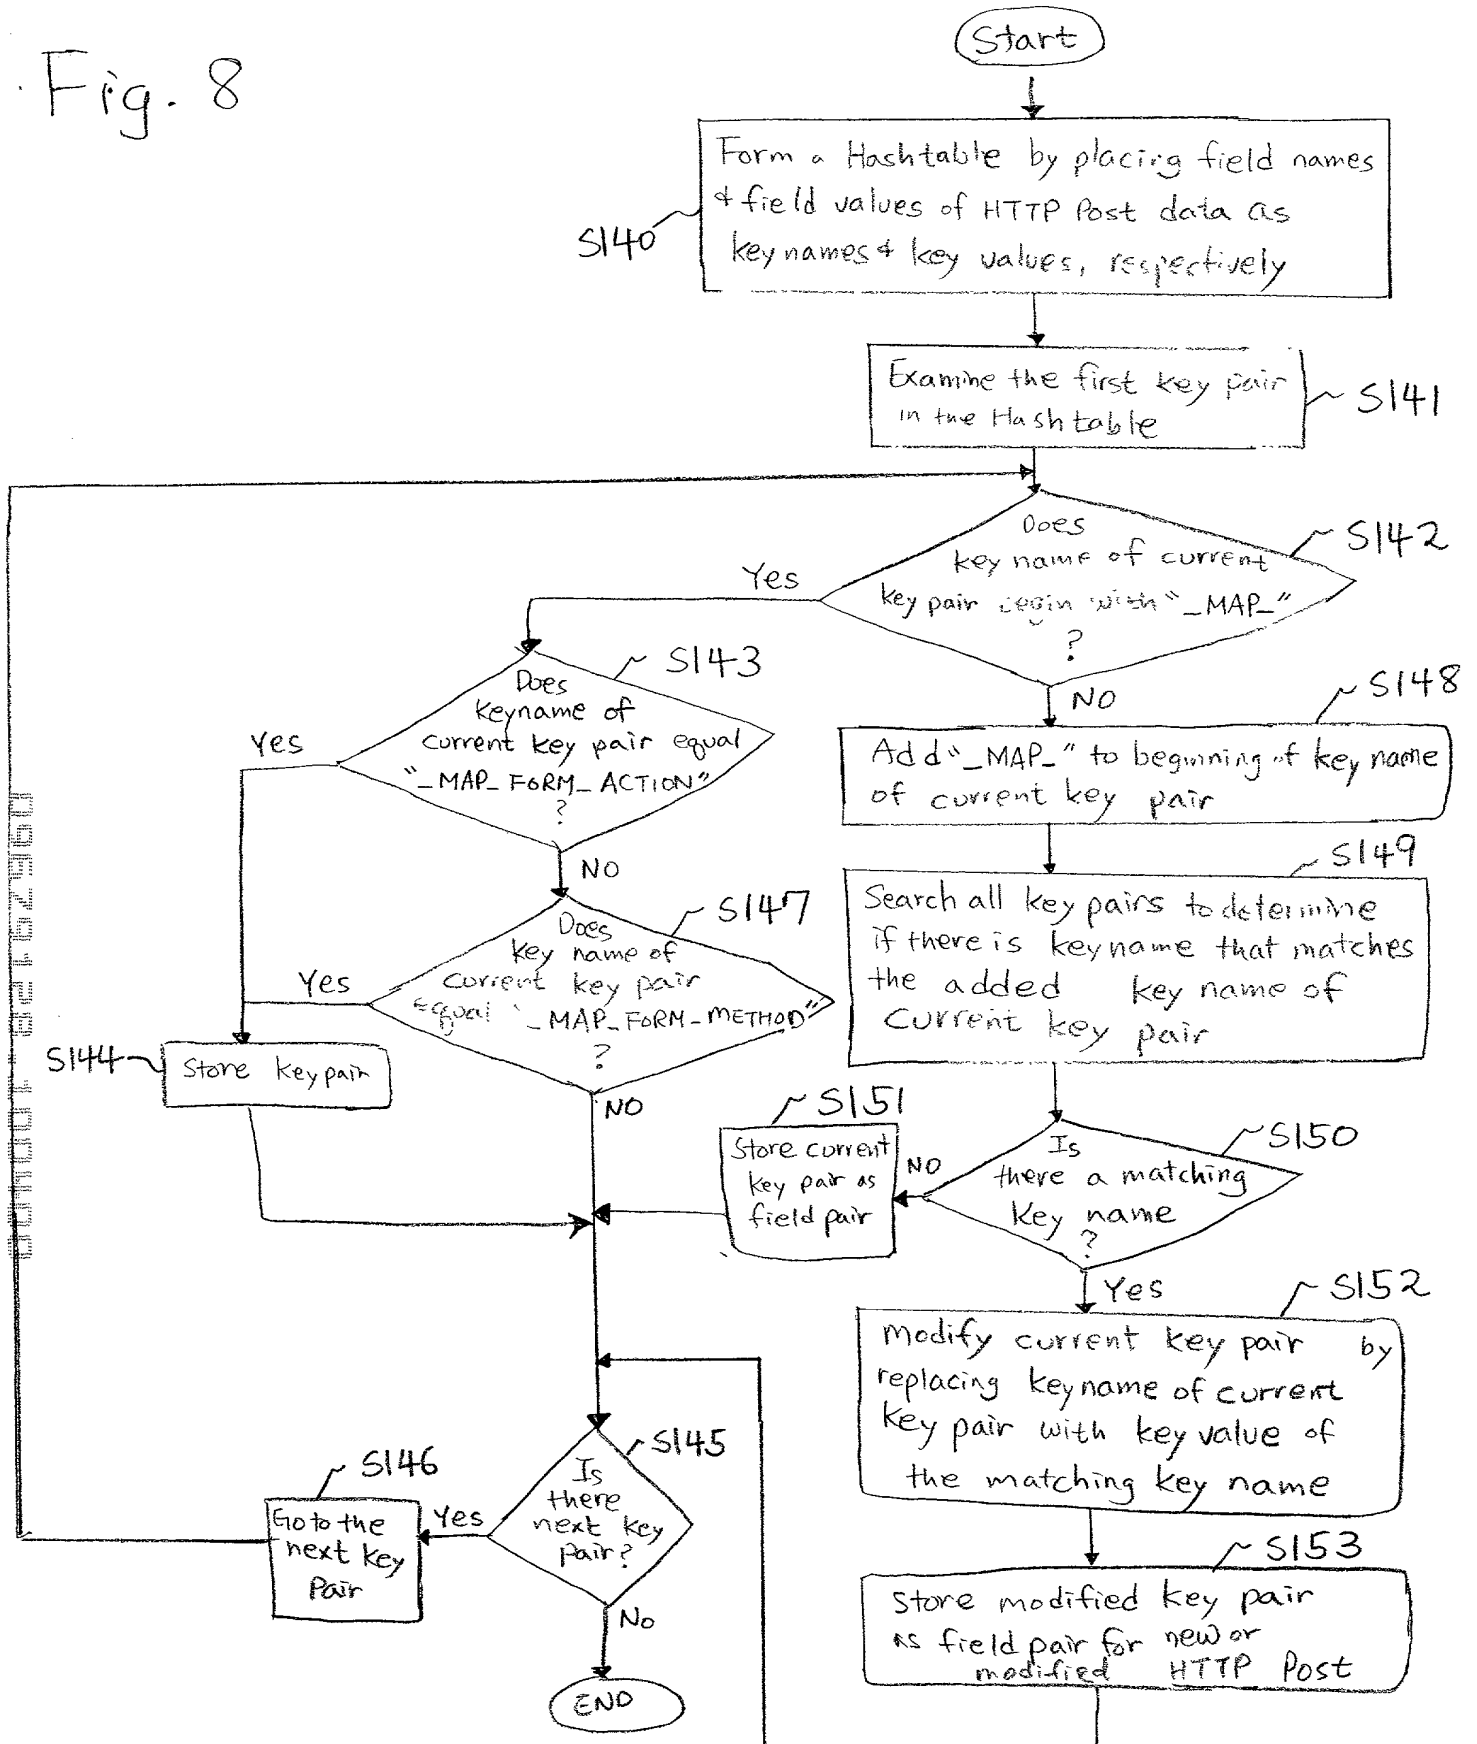 Fig. 8
Start
Form a Hashtable by placing field names
& field values of HTTP Post data as
key names & key values, respectively
S140
Examine the first key pair
in the Hashtable
S141
Does
key name of current
key pair begin with "_MAP_"
?
S142
Yes
NO
Does
keyname of
current key pair equal
"_MAP_FORM_ACTION"
?
S143
Yes
NO
S148
Add "_MAP_" to beginning of key name
of current key pair
S149
Search all key pairs to determine
if there is keyname that matches
the added key name of
current key pair
Does
key name of
current key pair
equal "_MAP_FORM_METHOD"
?
S147
Yes
NO
S144
Store key pair
S151
Store current
key pair as
field pair
NO
Is
there a matching
key name
?
S150
Yes
S152
modify current key pair by
replacing keyname of current
key pair with key value of
the matching key name
S145
Is
there
next key
pair?
Yes
No
S146
Go to the
next key
pair
S153
Store modified key pair
as field pair for new or
modified HTTP Post
END